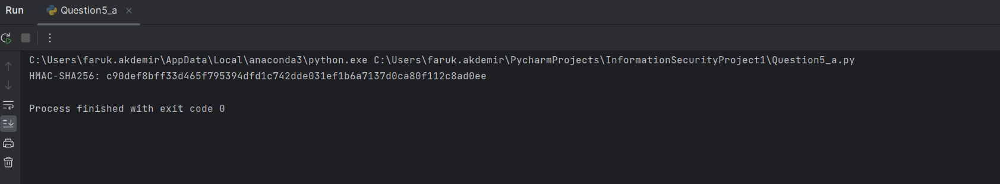 Run
Question5_a
C:\Users\faruk.akdemir\AppData\Local\anaconda3\python.exe C:\Users\faruk.akdemir\PycharmProjects\InformationSecurityProject1\Question5_a.py
HMAC-SHA256: c90def8bff33d465f795394dfd1c742dde031ef1b6a7137d0ca80f112c8ad0ee
Process finished with exit code 0